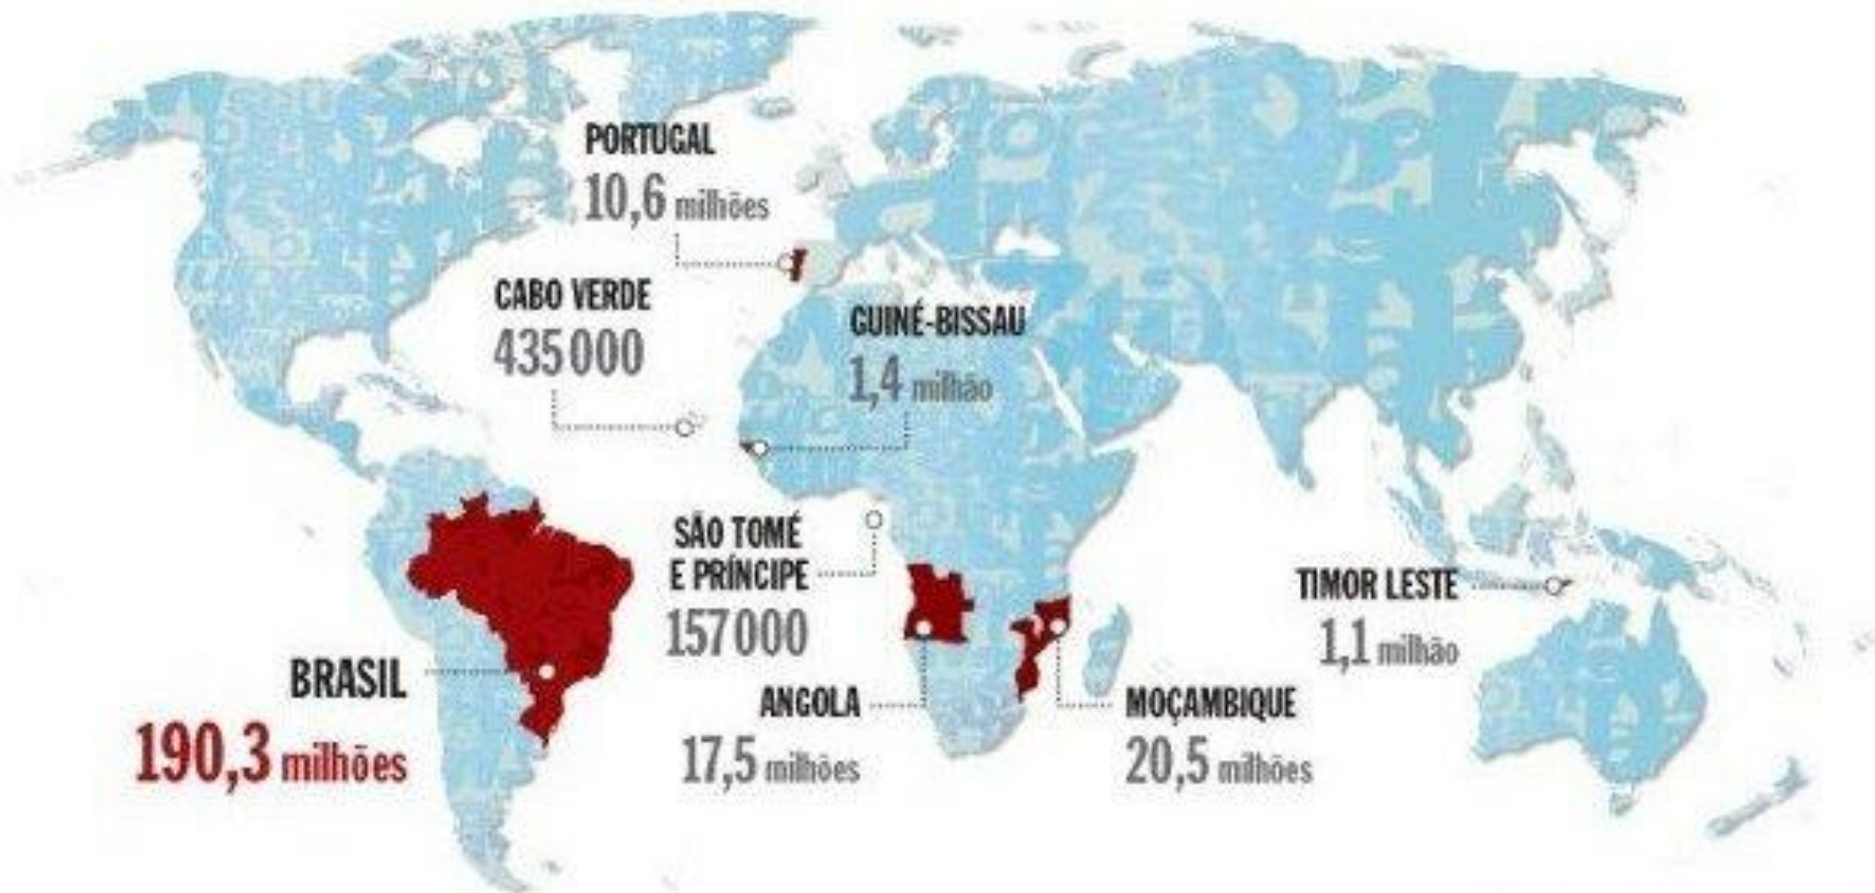 PORTUGAL
10,6 milhões
CABO VERDE
435 000
GUINÉ-BISSAU
1,4 milhão
SÃO TOMÉ
E PRÍNCIPE
157 000
BRASIL
190,3 milhões
ANGOLA
17,5 milhões
MOÇAMBIQUE
20,5 milhões
TIMOR LESTE
1,1 milhão